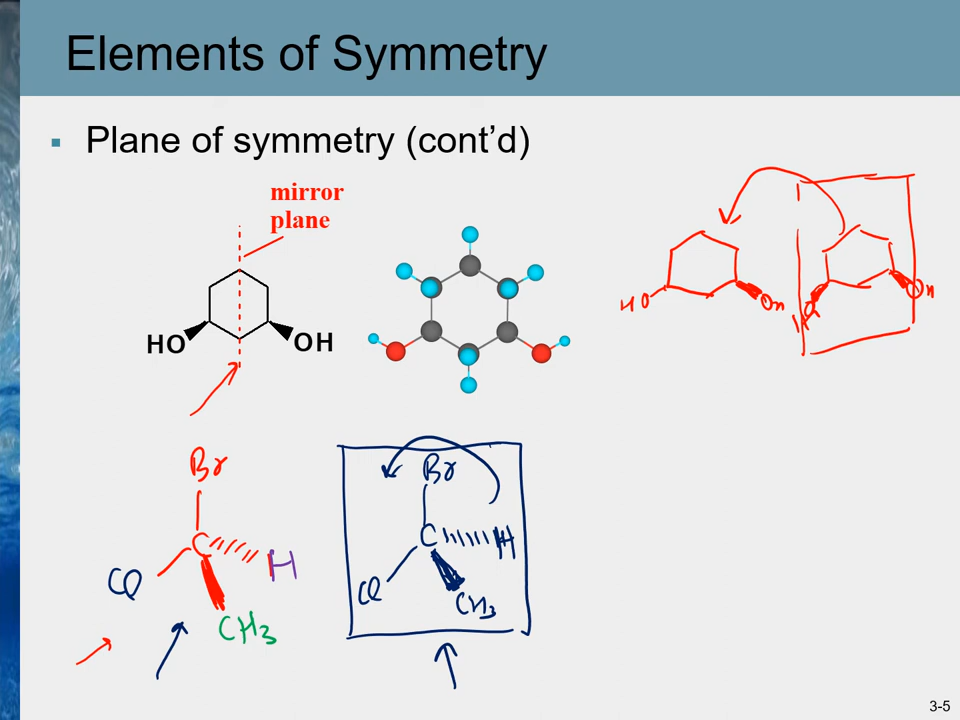 Elements of Symmetry
▪ Plane of symmetry (cont’d)
mirror
plane
HO OH
HO OH
HO OH
Br
C H
Cl
CH3
Br
C H
Cl
CH3
3-5